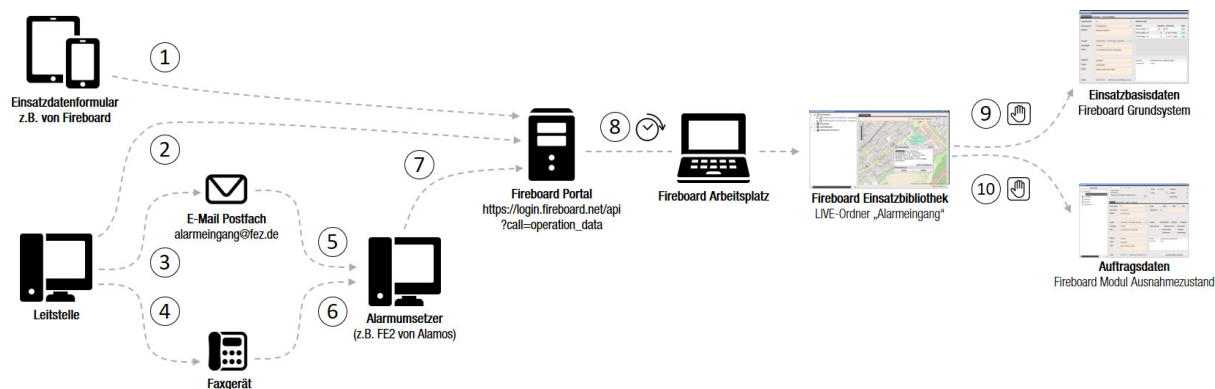 1
Einsatzdatenformular
z.B. von Fireboard
2
3
4
Leitstelle
E-Mail Postfach
alarmeingang@fez.de
Faxgerät
5
6
Alarmumsetzer
(z.B. FE2 von Alamos)
7
Fireboard Portal
https://login.fireboard.net/api
?call=operation_data
8
Fireboard Arbeitsplatz
Fireboard Einsatzbibliothek
LIVE-Ordner „Alarmeingang“
9
Einsatzbasisdaten
Fireboard Grundsystem
10
Auftragsdaten
Fireboard Modul Ausnahmezustand